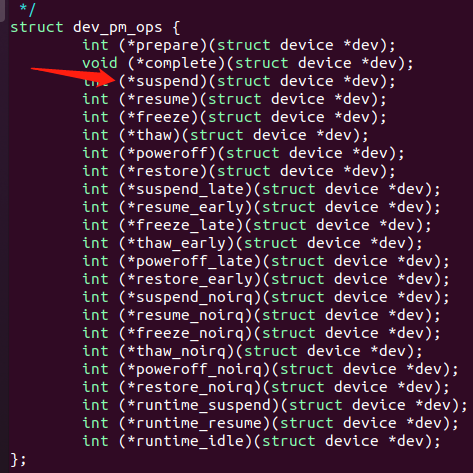 */
struct dev_pm_ops {
int (*prepare)(struct device *dev);
void (*complete)(struct device *dev);
int (*suspend)(struct device *dev);
int (*resume)(struct device *dev);
int (*freeze)(struct device *dev);
int (*thaw)(struct device *dev);
int (*poweroff)(struct device *dev);
int (*restore)(struct device *dev);
int (*suspend_late)(struct device *dev);
int (*resume_early)(struct device *dev);
int (*freeze_late)(struct device *dev);
int (*thaw_early)(struct device *dev);
int (*poweroff_late)(struct device *dev);
int (*restore_early)(struct device *dev);
int (*suspend_noirq)(struct device *dev);
int (*resume_noirq)(struct device *dev);
int (*freeze_noirq)(struct device *dev);
int (*thaw_noirq)(struct device *dev);
int (*poweroff_noirq)(struct device *dev);
int (*restore_noirq)(struct device *dev);
int (*runtime_suspend)(struct device *dev);
int (*runtime_resume)(struct device *dev);
int (*runtime_idle)(struct device *dev);
};